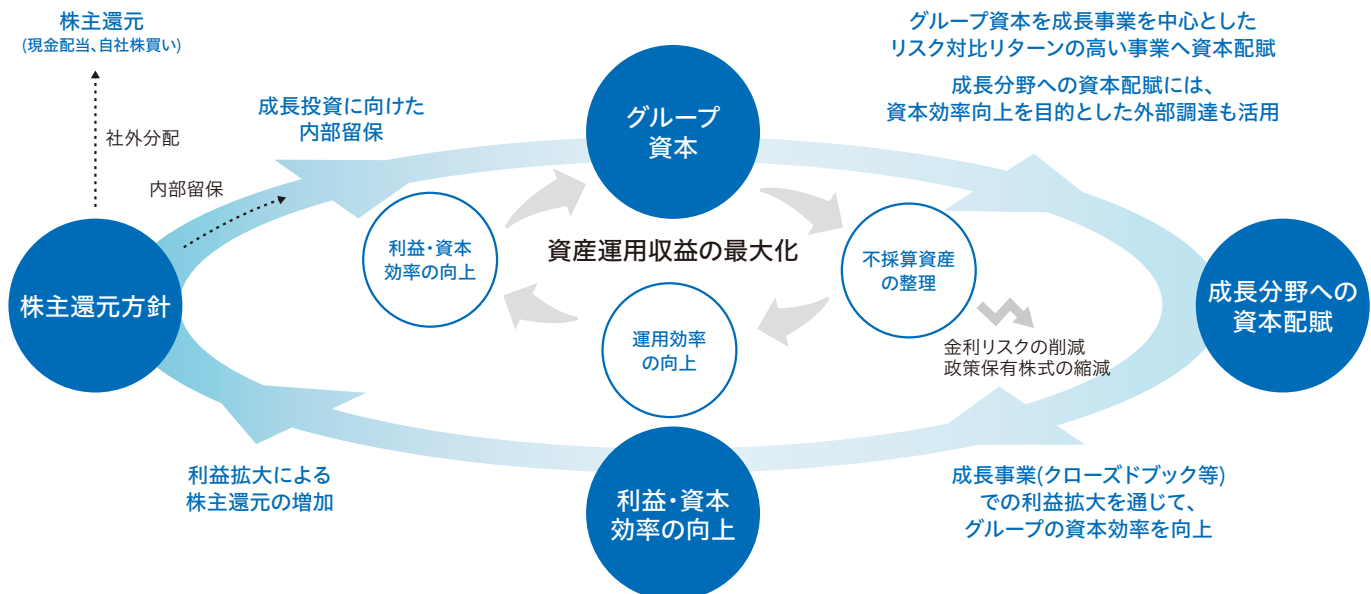 株主還元
(現金配当、自社株買い)
社外分配
内部留保
成長投資に向けた
内部留保
グループ
資本
グループ資本を成長事業を中心とした
リスク対比リターンの高い事業へ資本配賦
成長分野への資本配賦には、
資本効率向上を目的とした外部調達も活用
株主還元方針
利益・資本
効率の向上
資産運用収益の最大化
不採算資産
の整理
運用効率
の向上
金利リスクの削減
政策保有株式の縮減
成長分野への
資本配賦
利益拡大による
株主還元の増加
利益・資本
効率の向上
成長事業(クローズドブック等)
での利益拡大を通じて、
グループの資本効率を向上